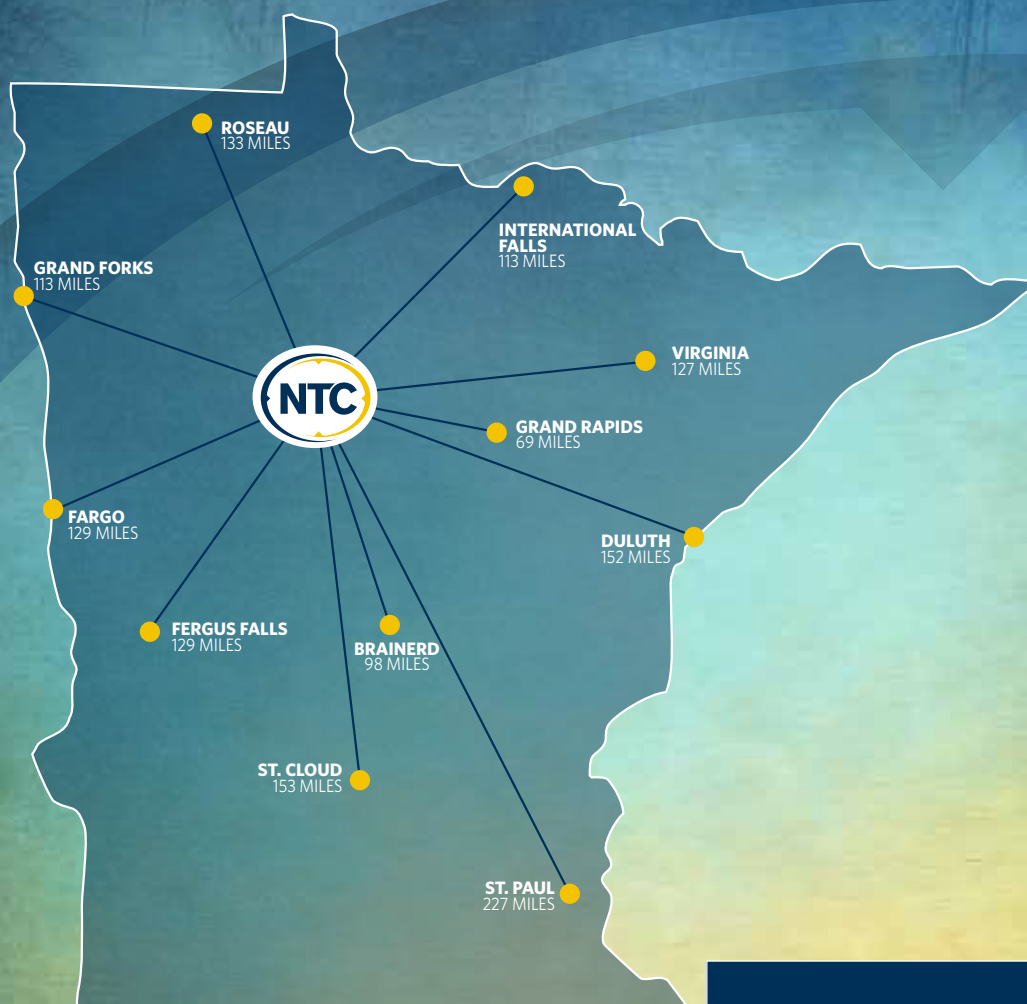 ROSEAU
133 MILES
INTERNATIONAL
FALLS
113 MILES
GRAND FORKS
113 MILES
VIRGINIA
127 MILES
NTC
GRAND RAPIDS
69 MILES
FARGO
129 MILES
DULUTH
152 MILES
FERGUS FALLS
129 MILES
BRAINERD
98 MILES
ST. CLOUD
153 MILES
ST. PAUL
227 MILES